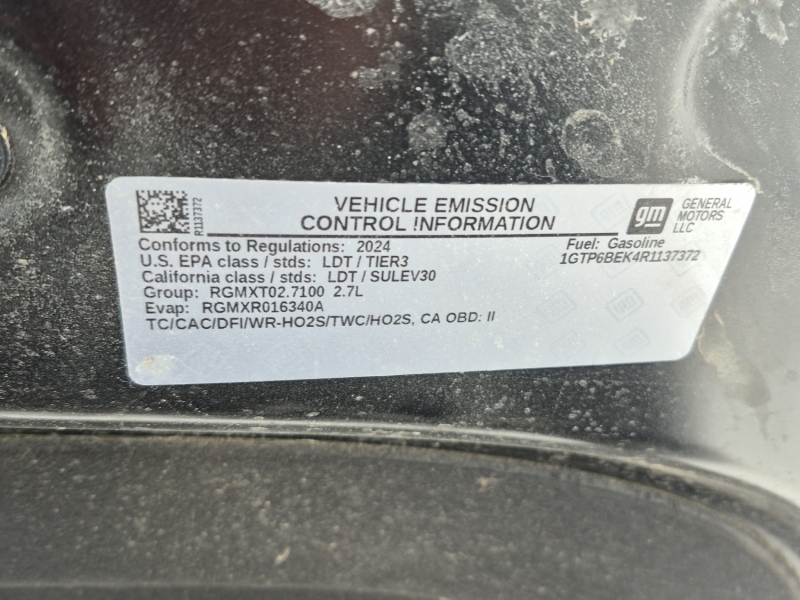 VEHICLE EMISSION
CONTROL INFORMATION
gm
GENERAL
MOTORS
LLC
R1137372
Conforms to Regulations: 2024
Fuel: Gasoline
U.S. EPA class / stds: LDT / TIER3
1GTP6BEK4R1137372
California class / stds: LDT / SULEV30
Group: RGMXT02.7100 2.7L
Evap: RGMXR016340A
TC/CAC/DFI/WR-HO2S/TWC/HO2S, CA OBD: II